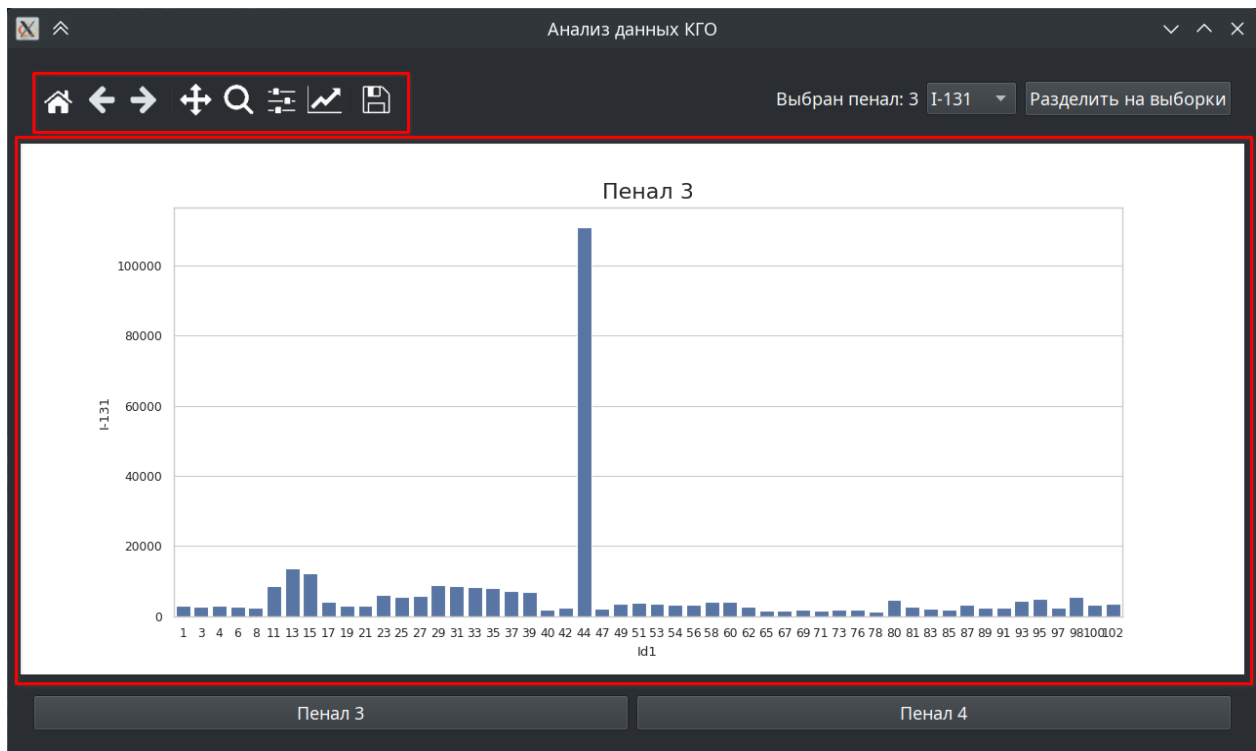 Анализ данных КГО
Выбран пенал: 3 I-131 Разделить на выборки
Пенал 3
100000
80000
60000
40000
20000
0
I-131
1 3 4 6 8 11 13 15 17 19 21 23 25 27 29 31 33 35 37 39 40 42 44 47 49 51 53 54 56 58 60 62 65 67 69 71 73 76 78 80 81 83 85 87 89 91 93 95 97 98 100 102
Id1
Пенал 3 Пенал 4